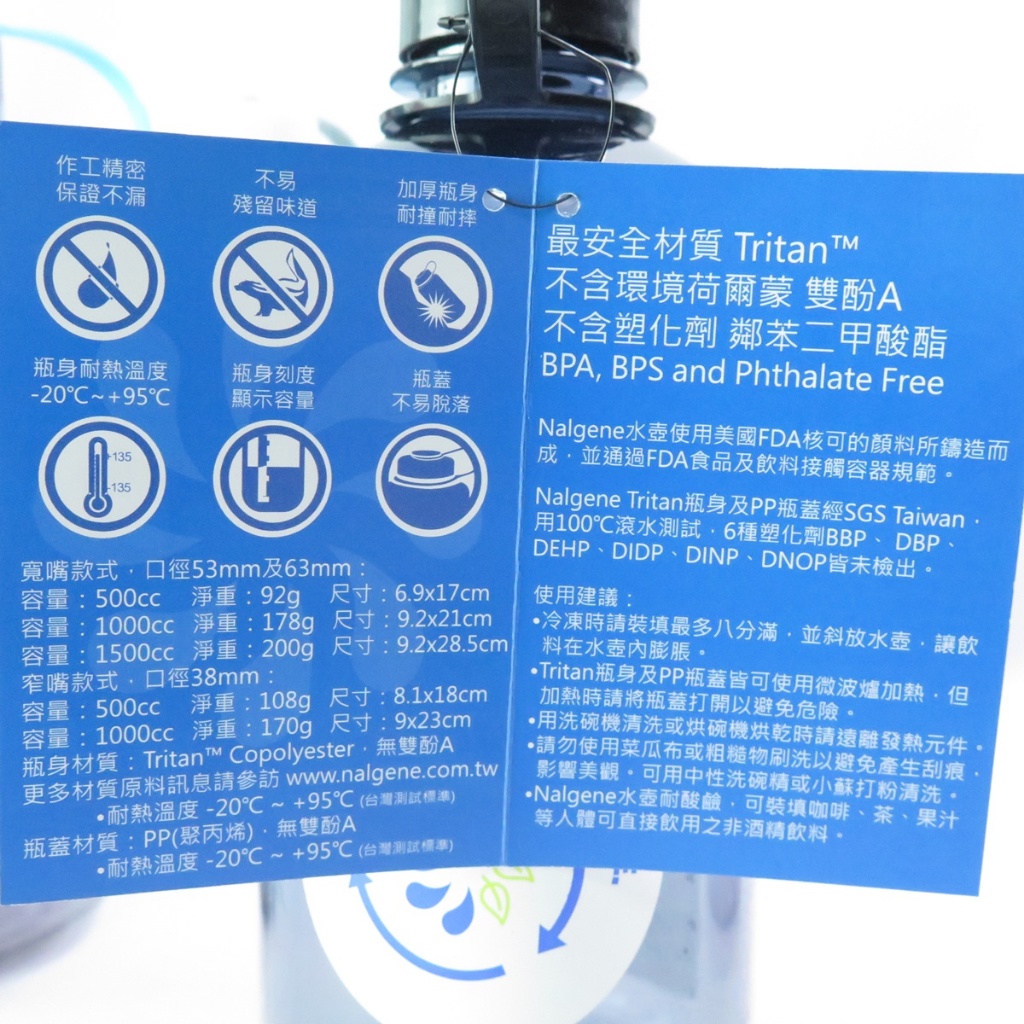 作工精密
保證不漏
不易
殘留味道
加厚瓶身
耐撞耐摔
瓶身耐熱溫度
-20℃~+95℃
瓶身刻度
顯示容量
瓶蓋
不易脫落
+135
-135
寬嘴款式，口徑53mm及63mm：
容量：500cc 淨重：92g 尺寸：6.9x17cm
容量：1000cc 淨重：178g 尺寸：9.2x21cm
容量：1500cc 淨重：200g 尺寸：9.2x28.5cm
窄嘴款式，口徑38mm：
容量：500cc 淨重：108g 尺寸：8.1x18cm
容量：1000cc 淨重：170g 尺寸：9x23cm
瓶身材質：Tritan™ Copolyester，無雙酚A
更多材質原料訊息請參訪 www.nalgene.com.tw
•耐熱溫度 -20℃ ~ +95℃ (台灣測試標準)
瓶蓋材質：PP(聚丙烯)，無雙酚A
•耐熱溫度 -20℃ ~ +95℃ (台灣測試標準)
最安全材質 Tritan™
不含環境荷爾蒙 雙酚A
不含塑化劑 鄰苯二甲酸酯
BPA, BPS and Phthalate Free
Nalgene水壺使用美國FDA核可的顏料所鑄造而
成，並通過FDA食品及飲料接觸容器規範。
Nalgene Tritan瓶身及PP瓶蓋經SGS Taiwan，
用100℃滾水測試，6種塑化劑BBP、DBP、
DEHP、DIDP、DINP、DNOP皆未檢出。
使用建議：
•冷凍時請裝填最多八分滿，並斜放水壺，讓飲
料在水壺內膨脹。
•Tritan瓶身及PP瓶蓋皆可使用微波爐加熱，但
加熱時請將瓶蓋打開以避免危險。
•用洗碗機清洗或烘碗機烘乾時請遠離發熱元件。
•請勿使用菜瓜布或粗糙物刷洗以避免產生刮痕，
影響美觀。可用中性洗碗精或小蘇打粉清洗。
•Nalgene水壺耐酸鹼，可裝填咖啡、茶、果汁
等人體可直接飲用之非酒精飲料。